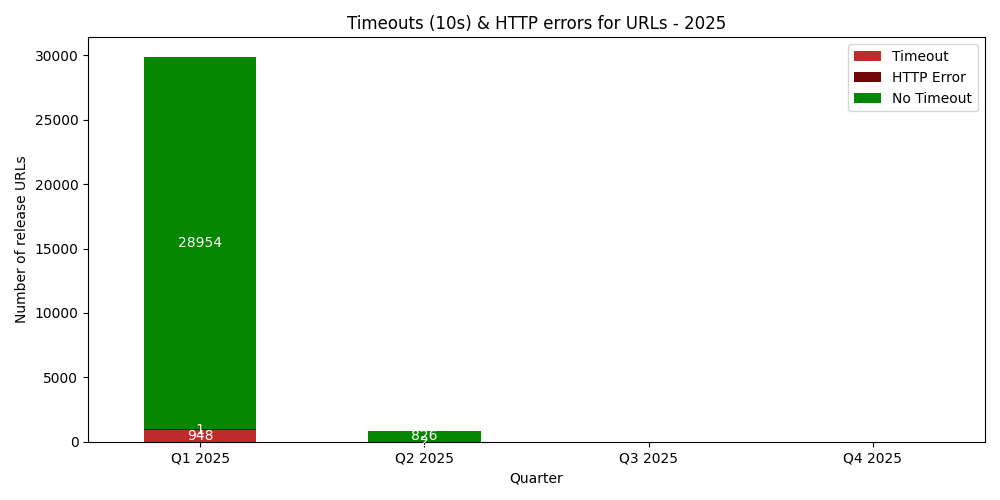 Timeouts (10s) & HTTP errors for URLs - 2025
Timeout
HTTP Error
No Timeout
Number of release URLs
30000
25000
20000
15000
10000
5000
0
28954
1
948
826
Q1 2025
Q2 2025
Q3 2025
Q4 2025
Quarter